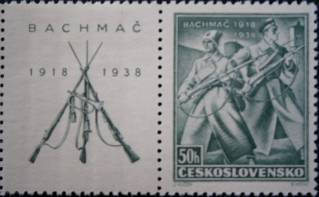 BACHMAČ
1918 1938
BACHMAČ 1918
1938
50h
ČESKOSLOVENSKO